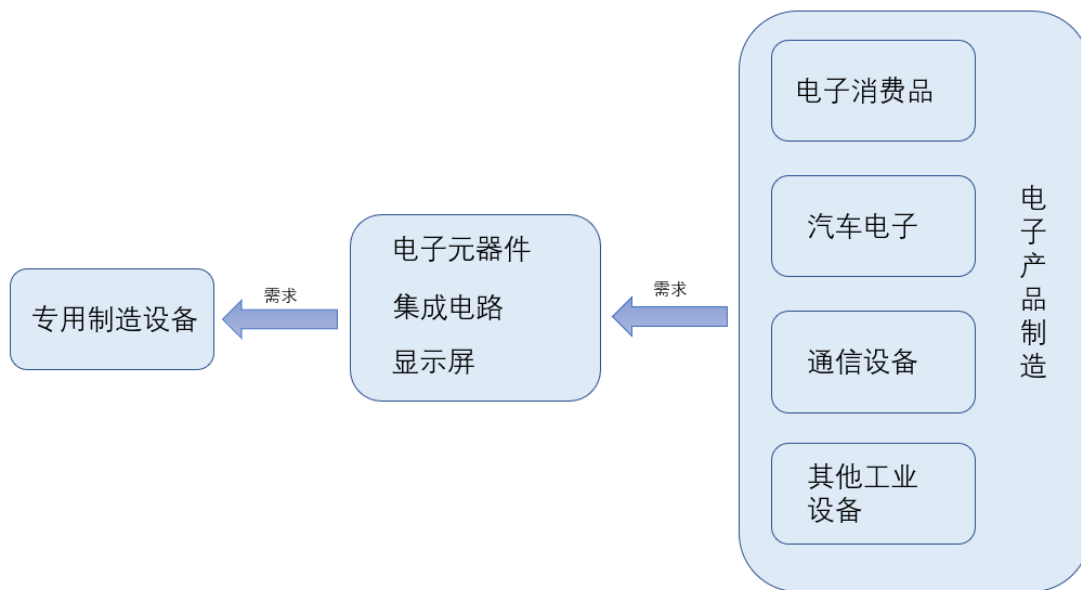 专用制造设备
需求
电子元器件
集成电路
显示屏
需求
电子消费品
汽车电子
通信设备
其他工业
设备
电子产品制造